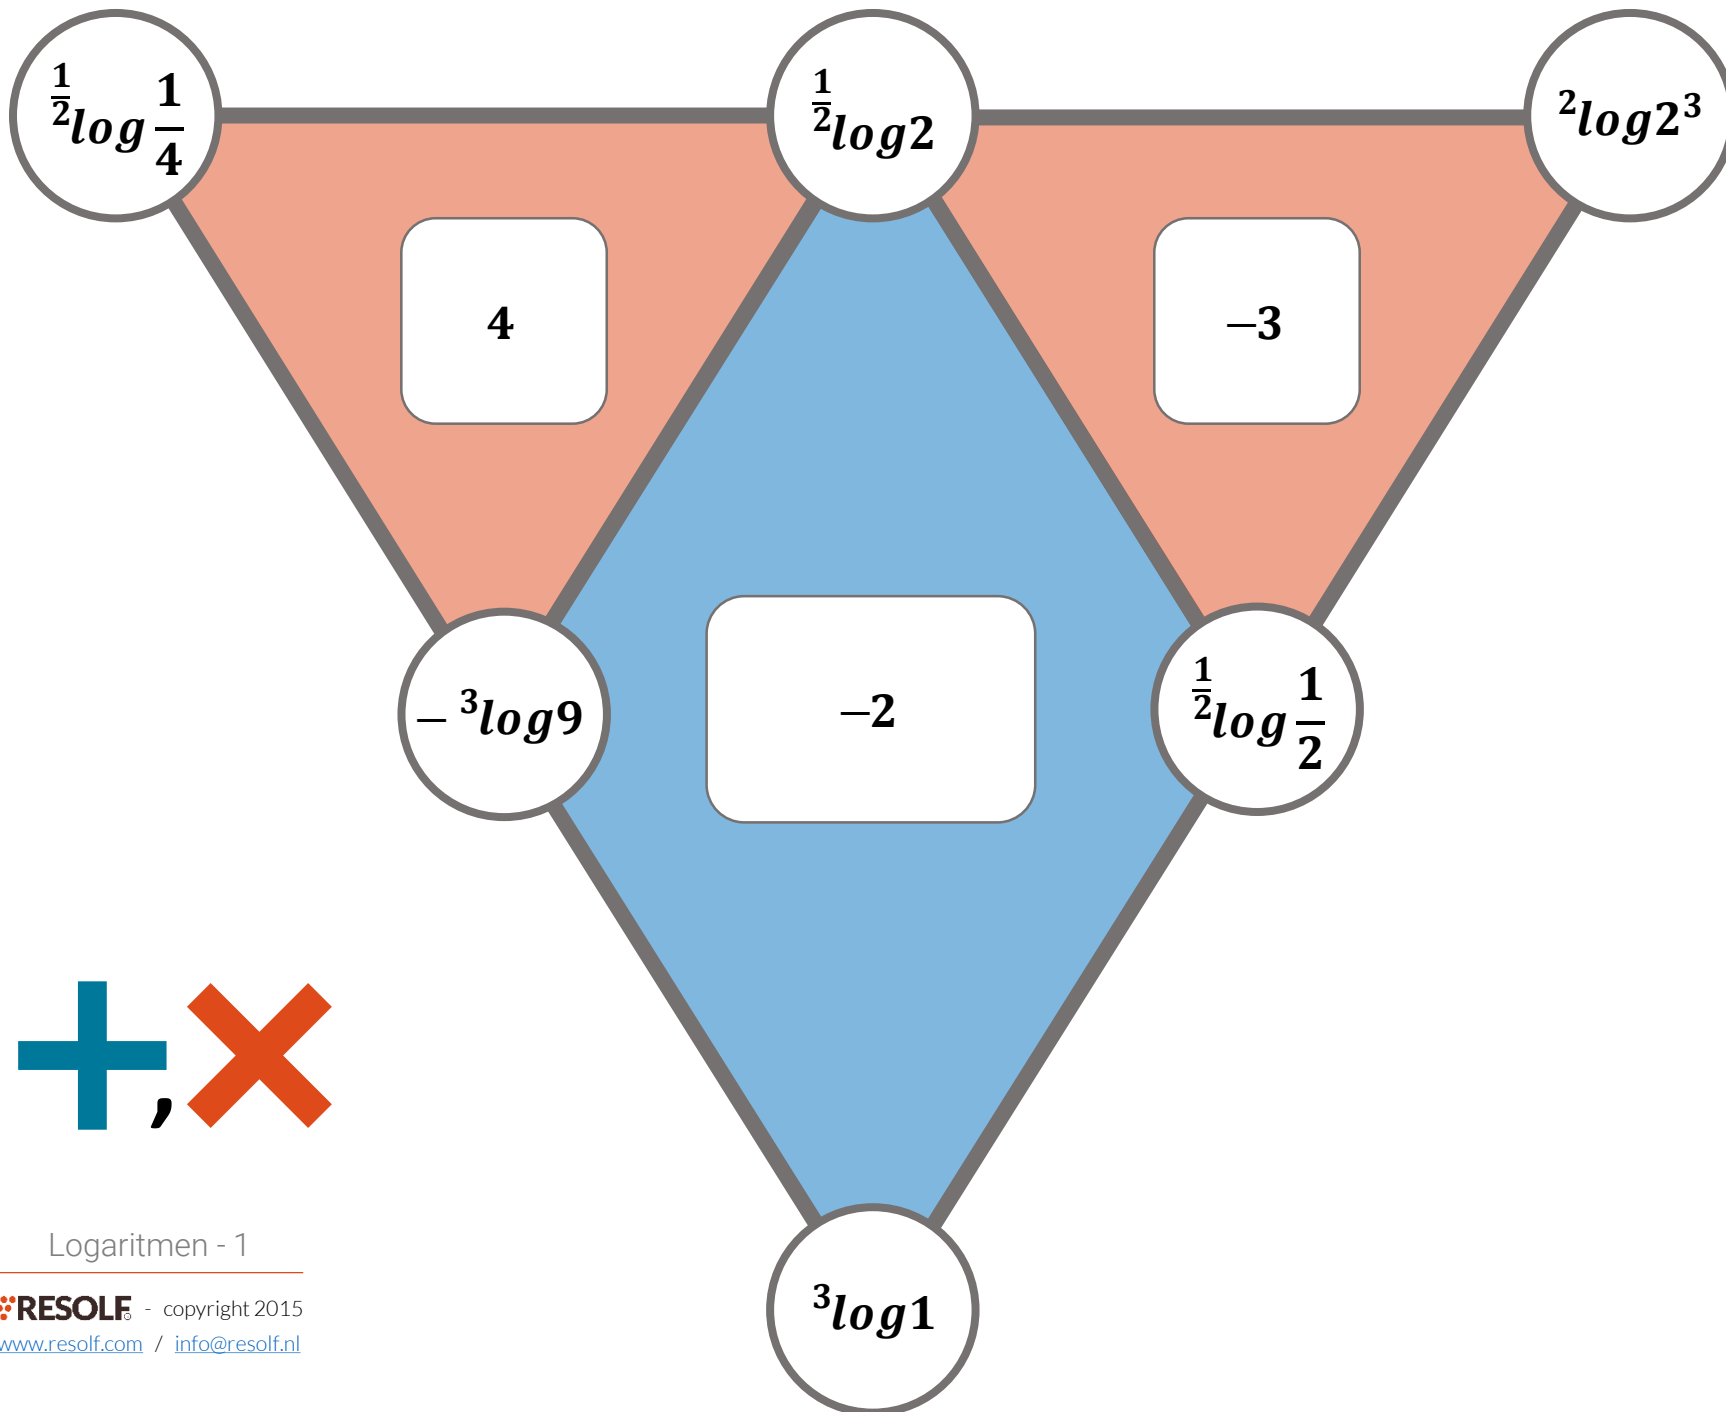 ½log 1/4
½log2
²log2³
4
–3
– ³log9
–2
½log 1/2
+,×
Logaritmen - 1
RESOLF - copyright 2015
www.resolf.com / info@resolf.nl
³log1